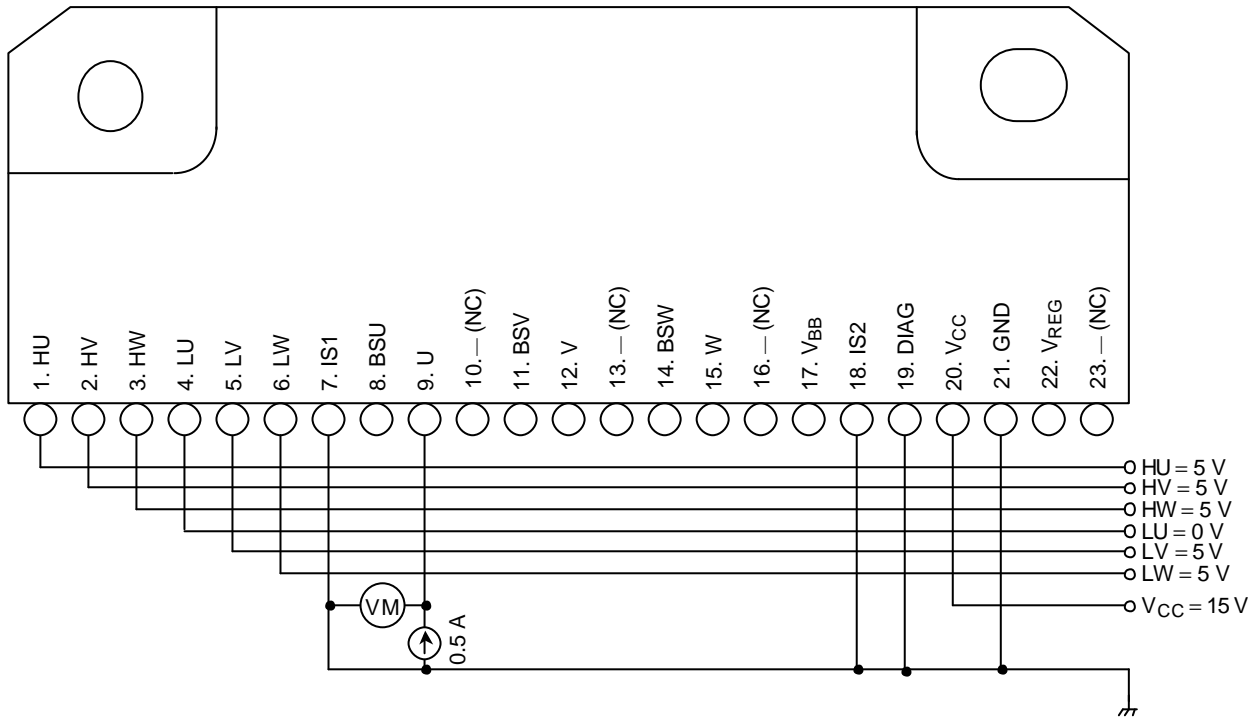 1. HU
2. HV
3. HW
4. LU
5. LV
6. LW
7. IS1
8. BSU
9. U
10. — (NC)
11. BSV
12. V
13. — (NC)
14. BSW
15. W
16. — (NC)
17. VBB
18. IS2
19. DIAG
20. VCC
21. GND
22. VREG
23. — (NC)
HU = 5 V
HV = 5 V
HW = 5 V
LU = 0 V
LV = 5 V
LW = 5 V
VCC = 15 V
VM
0.5 A